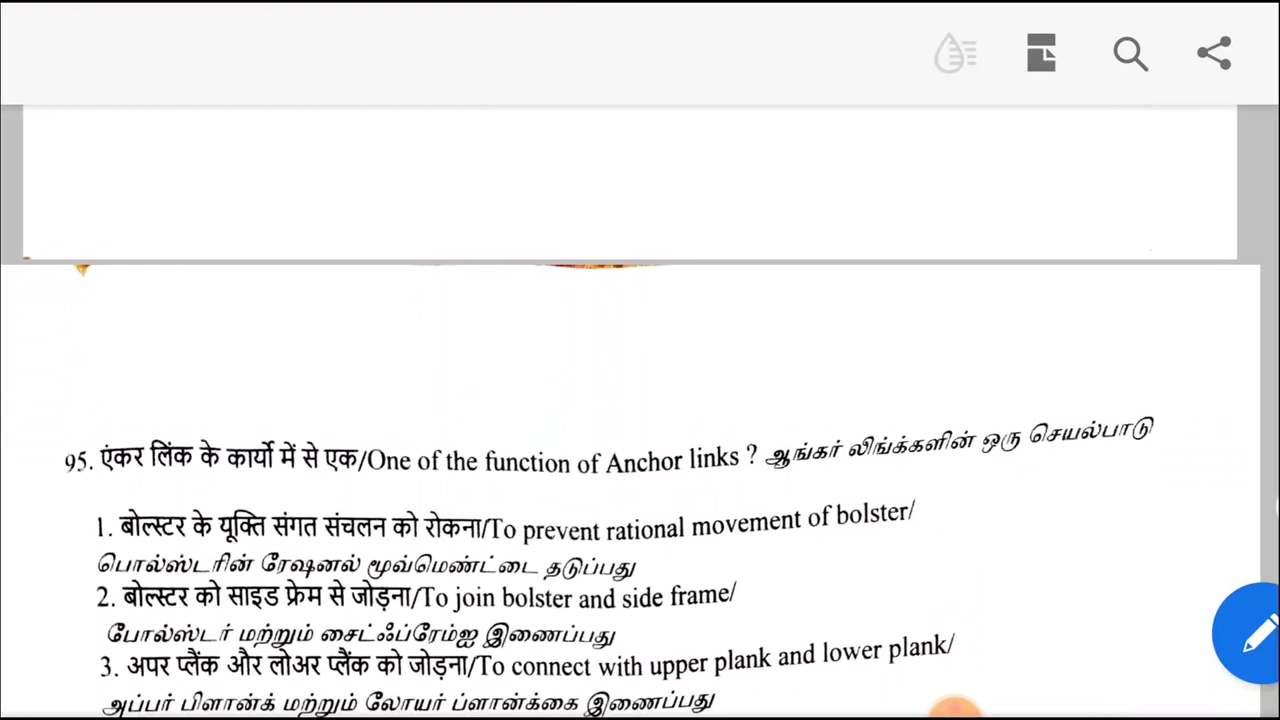 95. एंकर लिंक के कार्यो में से एक/One of the function of Anchor links ? ஆங்கர் லிங்க்களின் ஒரு செயல்பாடு
1. बोल्स्टर के यूक्ति संगत संचलन को रोकना/To prevent rational movement of bolster/
பொல்ஸ்டரின் ரேஷனல் மூவ்மெண்ட்டை தடுப்பது
2. बोल्स्टर को साइड फ्रेम से जोड़ना/To join bolster and side frame/
போல்ஸ்டர் மற்றும் சைட்ஃப்ரேம்ஐ இணைப்பது
3. अपर प्लैंक और लोअर प्लैंक को जोड़ना/To connect with upper plank and lower plank/
அப்பர் பிளான்க் மற்றும் லோயர் ப்ளான்க்கை இணைப்பது